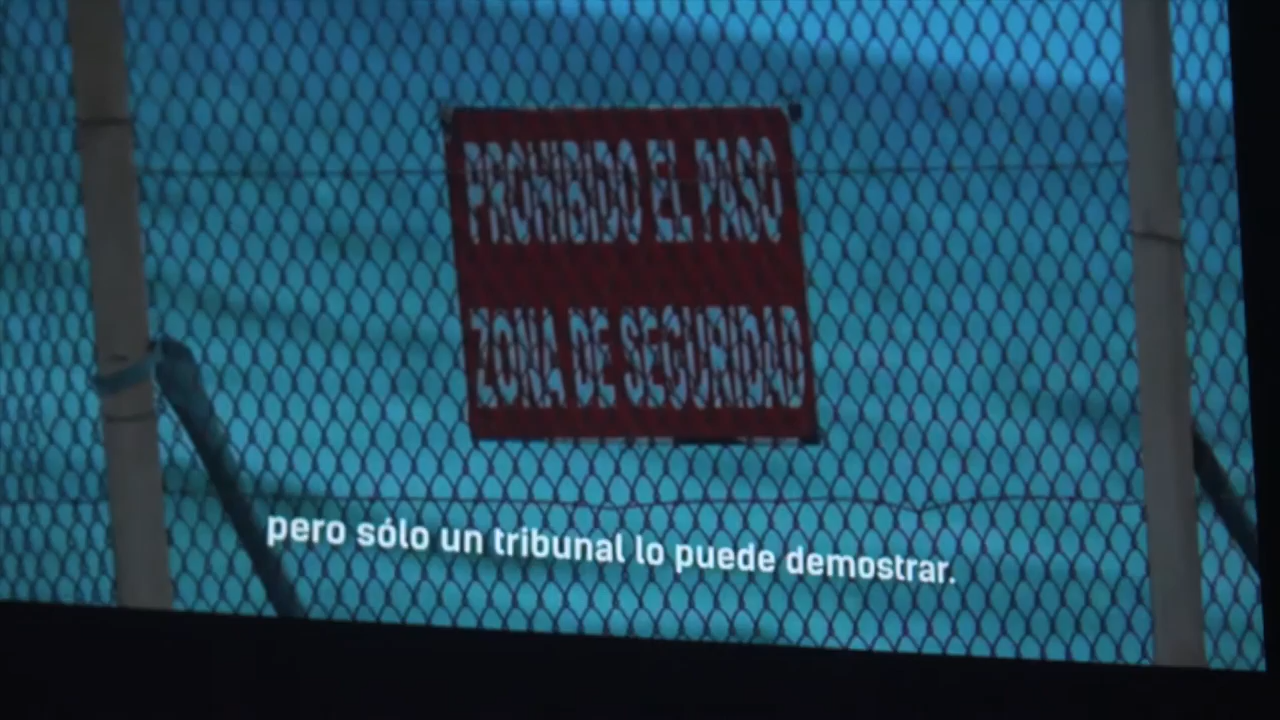 PROHIBIDO EL PASO
ZONA DE SEGURIDAD
pero sólo un tribunal lo puede demostrar.